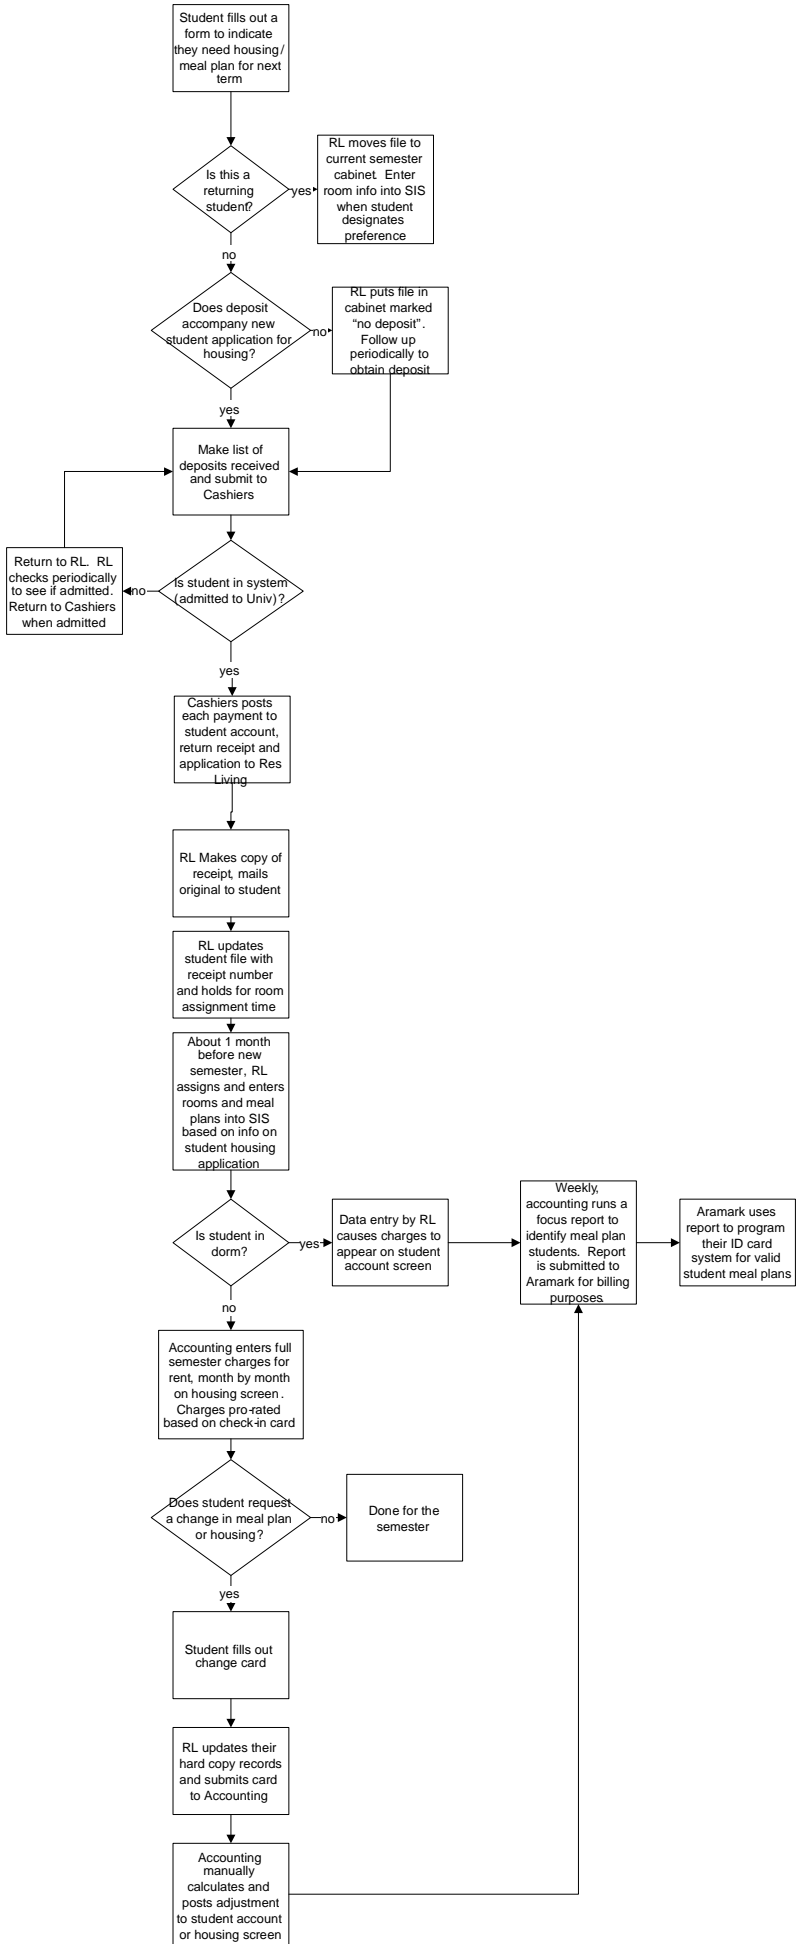 Student fills out a
form to indicate
they need housing/
meal plan for next
term
Is this a
returning
student?
yes
RL moves file to
current semester
cabinet. Enter
room info into SIS
when student
designates
preference
no
Does deposit
accompany new
student application for
housing?
no
RL puts file in
cabinet marked
“no deposit”.
Follow up
periodically to
obtain deposit
yes
Make list of
deposits received
and submit to
Cashiers
Return to RL. RL
checks periodically
to see if admitted.
Return to Cashiers
when admitted
no
Is student in system
(admitted to Univ)?
yes
Cashiers posts
each payment to
student account,
return receipt and
application to Res
Living
RL Makes copy of
receipt, mails
original to student
RL updates
student file with
receipt number
and holds for room
assignment time
About 1 month
before new
semester, RL
assigns and enters
rooms and meal
plans into SIS
based on info on
student housing
application
Is student in
dorm?
yes
Data entry by RL
causes charges to
appear on student
account screen
Weekly,
accounting runs a
focus report to
identify meal plan
students. Report
is submitted to
Aramark for billing
purposes.
Aramark uses
report to program
their ID card
system for valid
student meal plans
no
Accounting enters full
semester charges for
rent, month by month
on housing screen.
Charges pro-rated
based on check-in card
Does student request
a change in meal plan
or housing?
no
Done for the
semester
yes
Student fills out
change card
RL updates their
hard copy records
and submits card
to Accounting
Accounting
manually
calculates and
posts adjustment
to student account
or housing screen